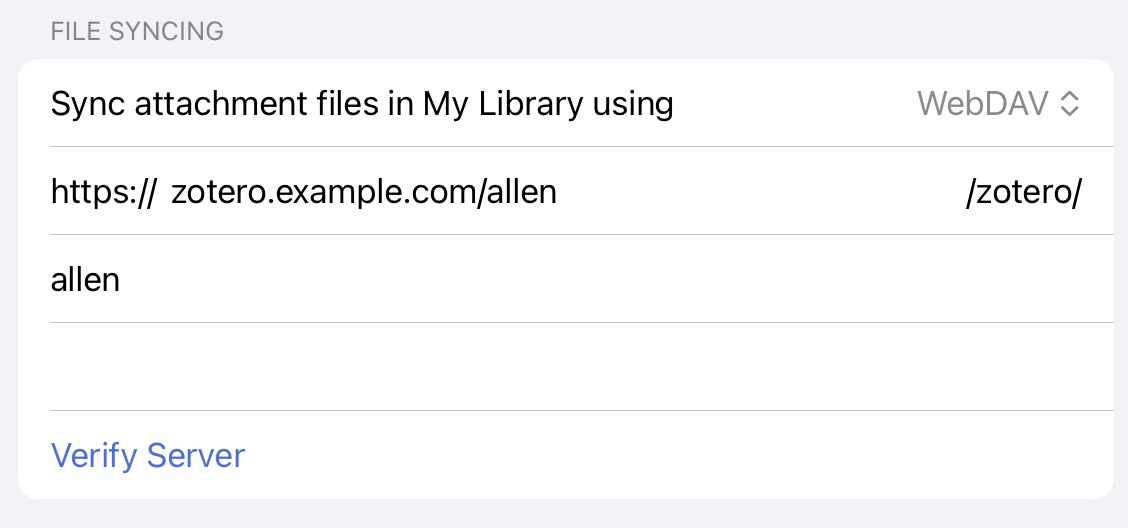 FILE SYNCING
Sync attachment files in My Library using WebDAV
https:// zotero.example.com/allen /zotero/
allen
Verify Server